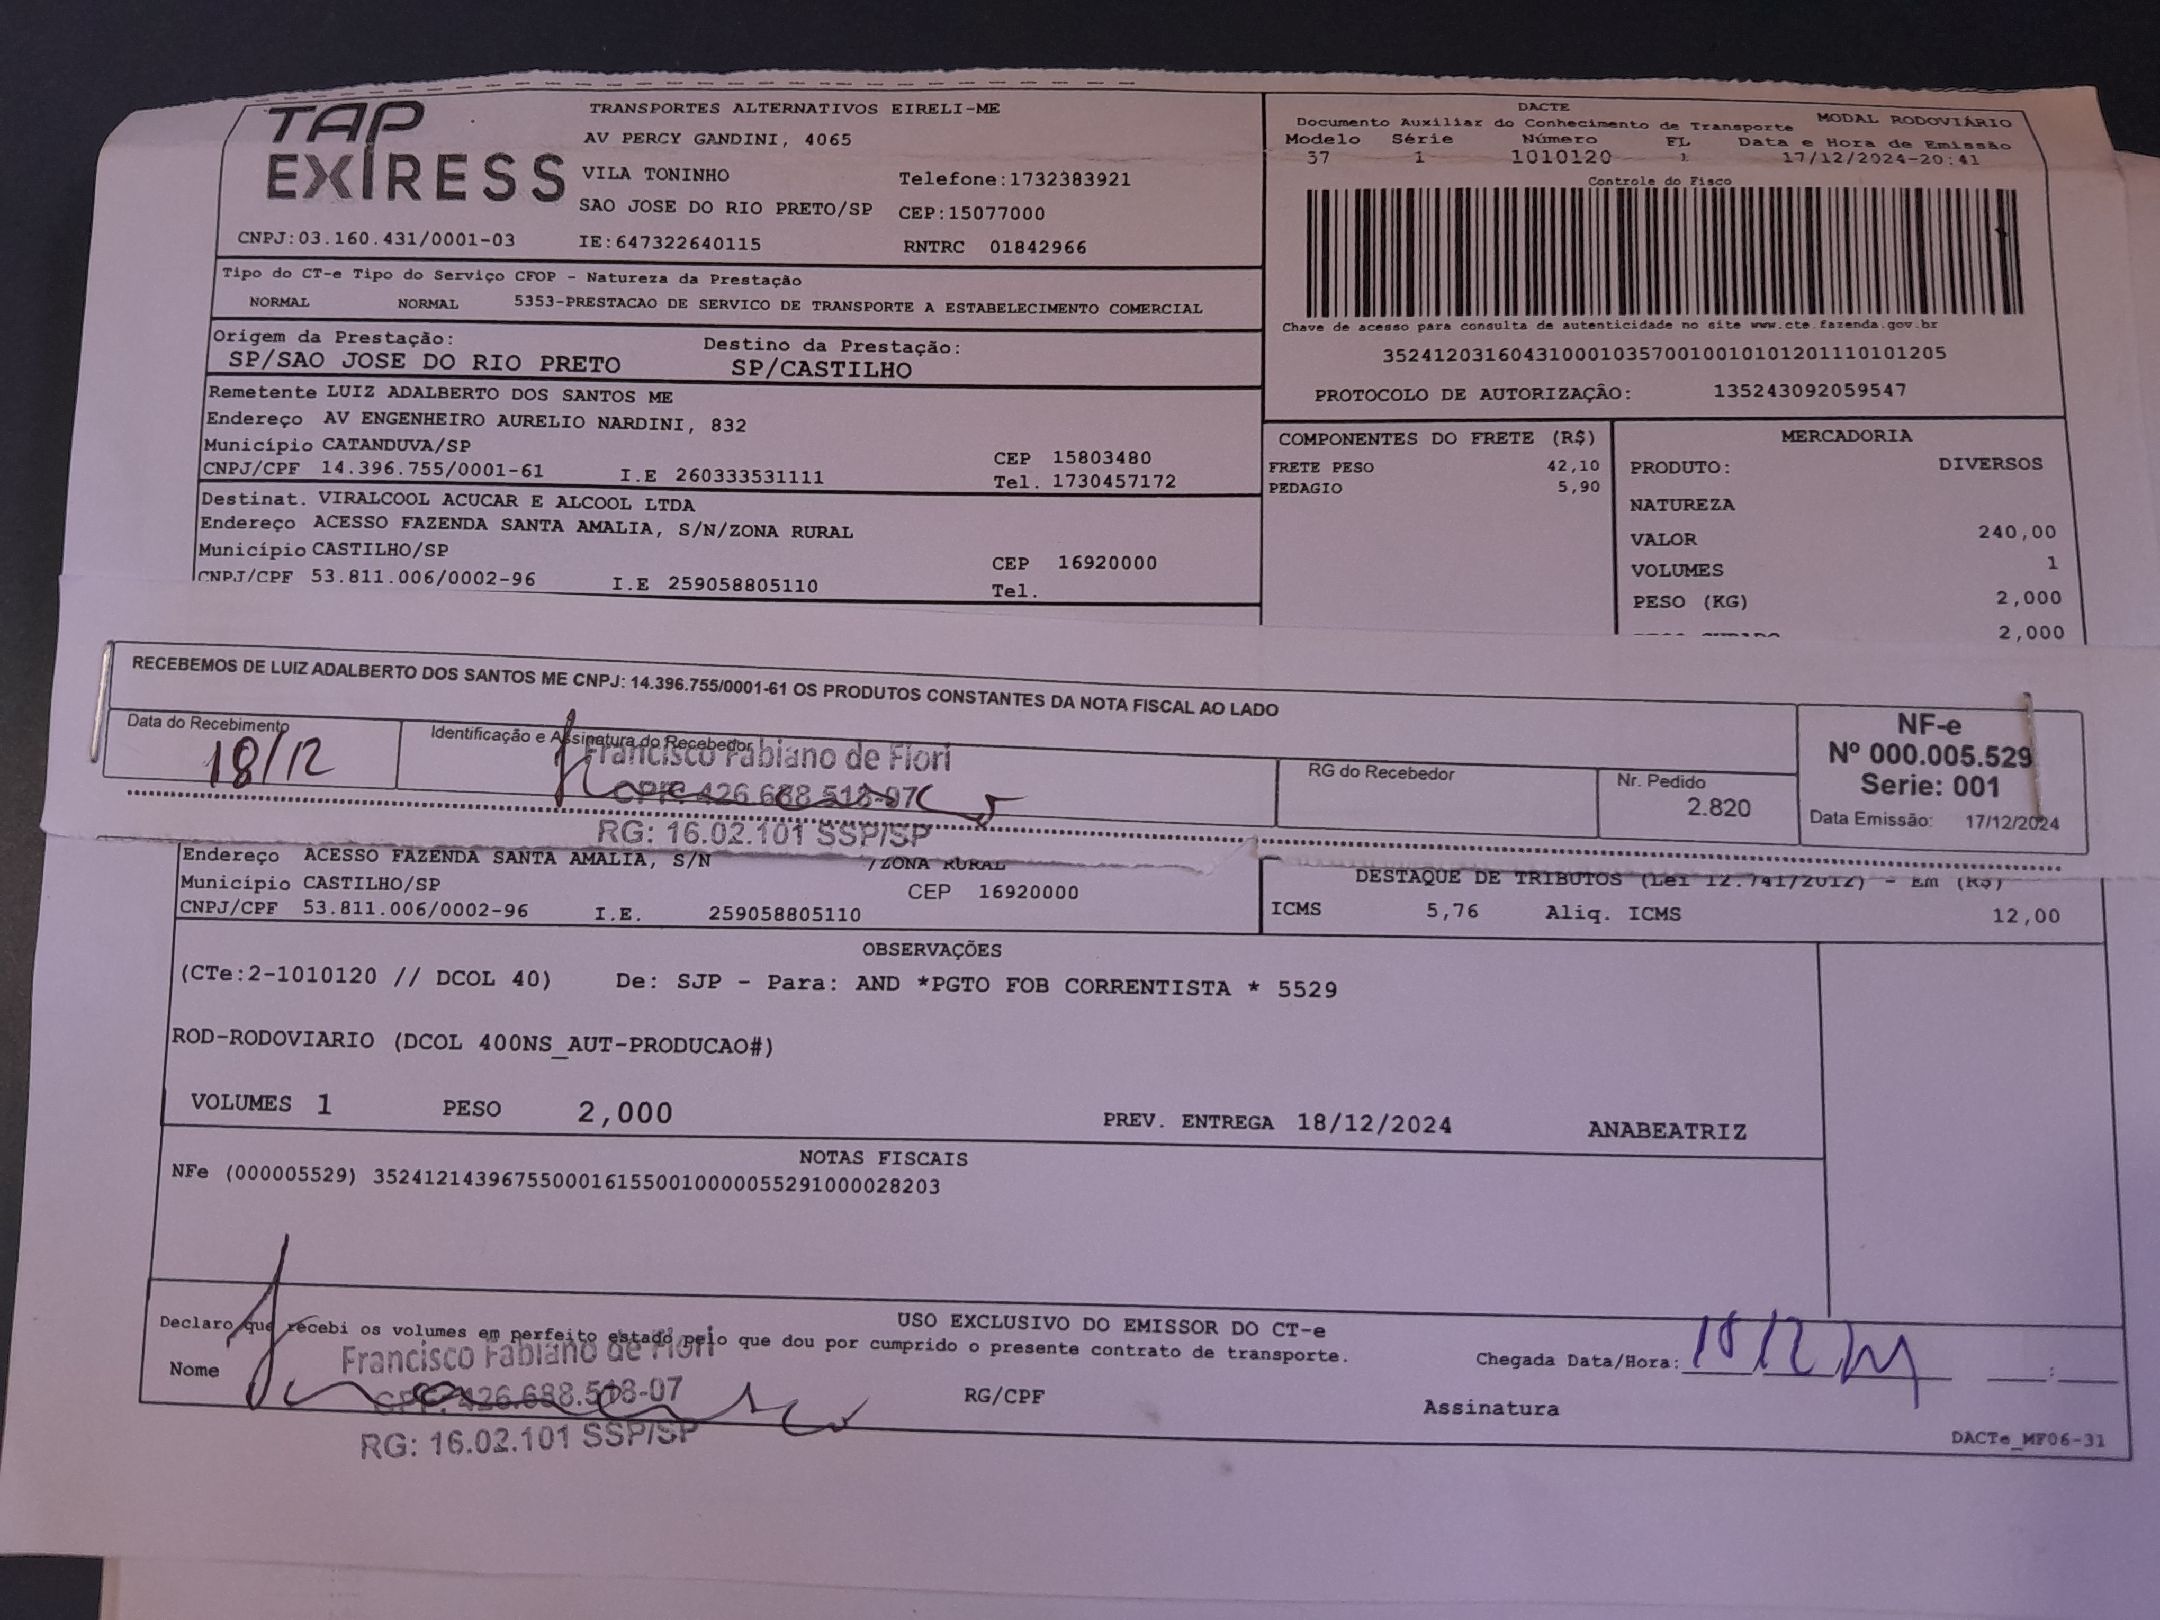 TAP
EXPRESS
TRANSPORTES ALTERNATIVOS EIRELI-ME
AV PERCY GANDINI, 4065
VILA TONINHO Telefone:1732383921
SAO JOSE DO RIO PRETO/SP CEP:15077000
CNPJ:03.160.431/0001-03 IE:647322640115 RNTRC 01842966
DACTE
Documento Auxiliar do Conhecimento de Transporte MODAL RODOVIÁRIO
Modelo Série Número FL Data e Hora de Emissão
37 1 1010120 1 17/12/2024-20:41
Controle do Fisco
Chave de acesso para consulta de autenticidade no site www.cte.fazenda.gov.br
35241203160431000103570010010101201110101205
PROTOCOLO DE AUTORIZAÇÃO: 135243092059547
Tipo do CT-e Tipo do Serviço CFOP - Natureza da Prestação
NORMAL NORMAL 5353-PRESTACAO DE SERVICO DE TRANSPORTE A ESTABELECIMENTO COMERCIAL
Origem da Prestação: Destino da Prestação:
SP/SAO JOSE DO RIO PRETO SP/CASTILHO
Remetente LUIZ ADALBERTO DOS SANTOS ME
Endereço AV ENGENHEIRO AURELIO NARDINI, 832
Município CATANDUVA/SP CEP 15803480
CNPJ/CPF 14.396.755/0001-61 I.E 260333531111 Tel. 1730457172
Destinat. VIRALCOOL ACUCAR E ALCOOL LTDA
Endereço ACESSO FAZENDA SANTA AMALIA, S/N/ZONA RURAL
Município CASTILHO/SP CEP 16920000
CNPJ/CPF 53.811.006/0002-96 I.E 259058805110 Tel.
COMPONENTES DO FRETE (R$)
FRETE PESO 42,10
PEDAGIO 5,90
MERCADORIA
PRODUTO: DIVERSOS
NATUREZA
VALOR 240,00
VOLUMES 1
PESO (KG) 2,000
2,000
RECEBEMOS DE LUIZ ADALBERTO DOS SANTOS ME CNPJ: 14.396.755/0001-61 OS PRODUTOS CONSTANTES DA NOTA FISCAL AO LADO
Data do Recebimento Identificação e Assinatura do Recebedor RG do Recebedor Nr. Pedido
18/12 2.820
Francisco Fabiano de Fiori
CPF: 426.688.518-07
RG: 16.02.101 SSP/SP
NF-e
Nº 000.005.529
Serie: 001
Data Emissão: 17/12/2024
Endereço ACESSO FAZENDA SANTA AMALIA, S/N /ZONA RURAL
Município CASTILHO/SP CEP 16920000
CNPJ/CPF 53.811.006/0002-96 I.E. 259058805110
DESTAQUE DE TRIBUTOS (Lei 12.741/2012) - Em (R$)
ICMS 5,76 Aliq. ICMS 12,00
OBSERVAÇÕES
(CTe:2-1010120 // DCOL 40) De: SJP - Para: AND *PGTO FOB CORRENTISTA * 5529
ROD-RODOVIARIO (DCOL 400NS_AUT-PRODUCAO#)
VOLUMES 1 PESO 2,000 PREV. ENTREGA 18/12/2024 ANABEATRIZ
NOTAS FISCAIS
NFe (000005529) 35241214396755000161550010000055291000028203
USO EXCLUSIVO DO EMISSOR DO CT-e
Declaro que recebi os volumes em perfeito estado pelo que dou por cumprido o presente contrato de transporte.
Nome RG/CPF Assinatura
Chegada Data/Hora: 18/12/24 :
Francisco Fabiano de Fiori
CPF: 426.688.518-07
RG: 16.02.101 SSP/SP
DACTe_MF06-31